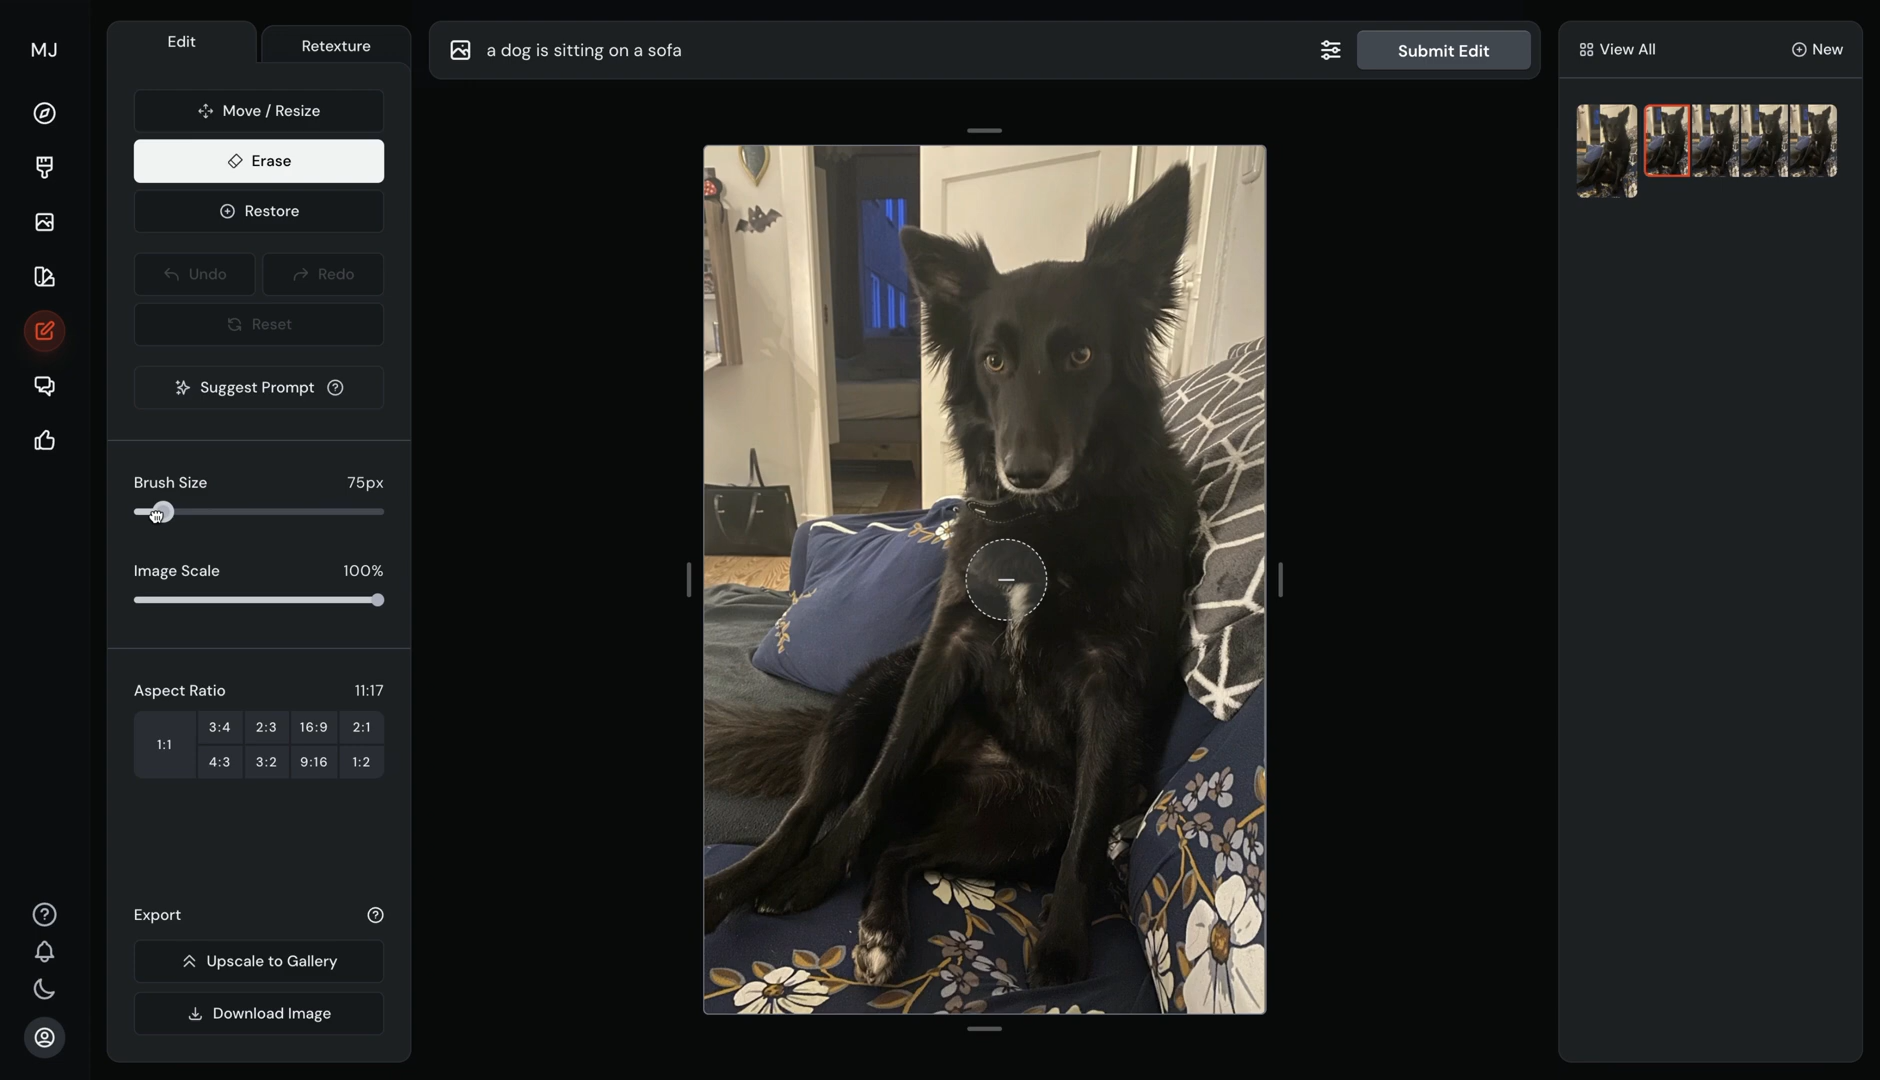 MJ
Edit
Retexture
Move / Resize
Erase
Restore
Undo
Redo
Reset
Suggest Prompt
Brush Size
75px
Image Scale
100%
Aspect Ratio
11:17
1:1
3:4
2:3
16:9
2:1
4:3
3:2
9:16
1:2
Export
Upscale to Gallery
Download Image
a dog is sitting on a sofa
Submit Edit
View All
New